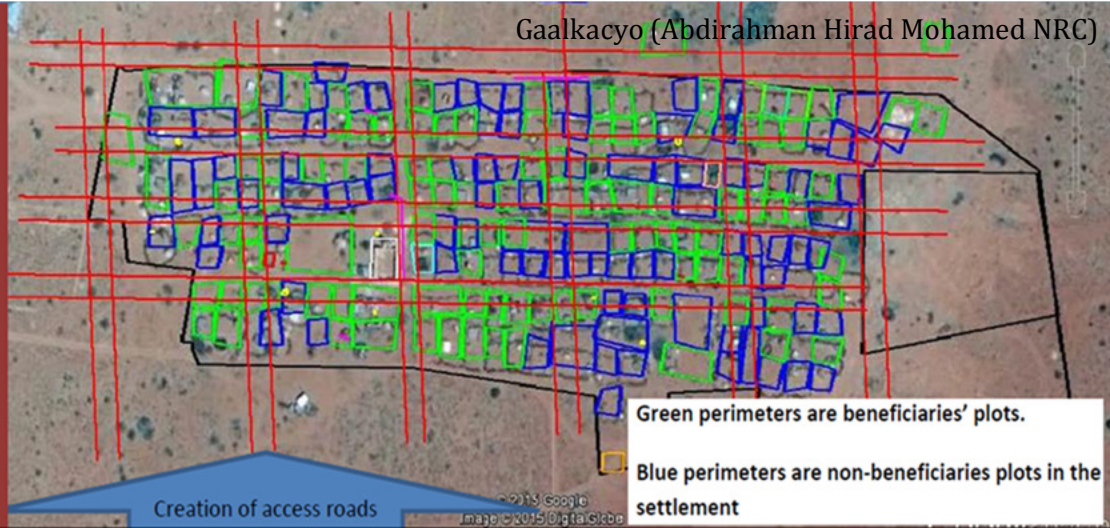 Gaalkacyo (Abdirahman Hirad Mohamed NRC)
Green perimeters are beneficiaries' plots.
Blue perimeters are non-beneficiaries plots in the
settlement
Creation of access roads
© 2015 Google
Image © 2015 DigitalGlobe